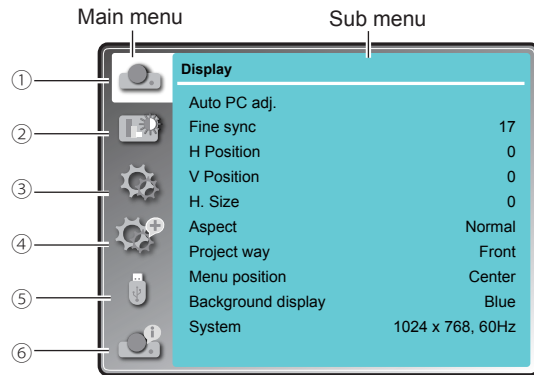 Main menu
Sub menu
① 
② 
③ 
④ 
⑤ 
⑥ 
Display
Auto PC adj.
Fine sync 17
H Position 0
V Position 0
H. Size 0
Aspect Normal
Project way Front
Menu position Center
Background display Blue
System 1024 x 768, 60Hz